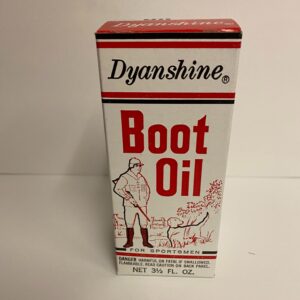 Dyanshine®
Boot
Oil
FOR SPORTSMEN
DANGER HARMFUL OR FATAL IF SWALLOWED.
FLAMMABLE. READ CAUTION ON BACK PANEL.
NET 3½ FL. OZ.